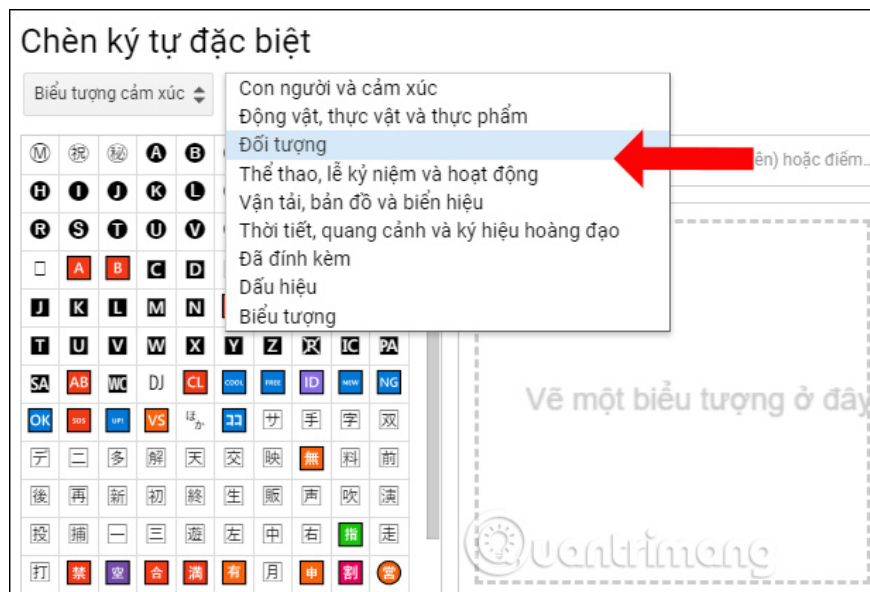 Chèn ký tự đặc biệt
Biểu tượng cảm xúc
Con người và cảm xúc
Động vật, thực vật và thực phẩm
Đối tượng
Thể thao, lễ kỷ niệm và hoạt động
Vận tải, bản đồ và biển hiệu
Thời tiết, quang cảnh và ký hiệu hoàng đạo
Đã đính kèm
Dấu hiệu
Biểu tượng
ên) hoặc điểm...
Ⓜ ㊗ ㊙ A B
H I J K L
R S T U V
A B C D
J K L M N
T U V W X Y Z R IC PA
SA AB WC DJ CL COOL FREE ID NEW NG
OK SOS UP! VS ほか ココ サ 手 字 双
デ 二 多 解 天 交 映 無 料 前
後 再 新 初 終 生 販 声 吹 演
投 捕 一 三 遊 左 中 右 指 走
打 禁 空 合 満 有 月 申 割 営
Vẽ một biểu tượng ở đây
Quantrimang